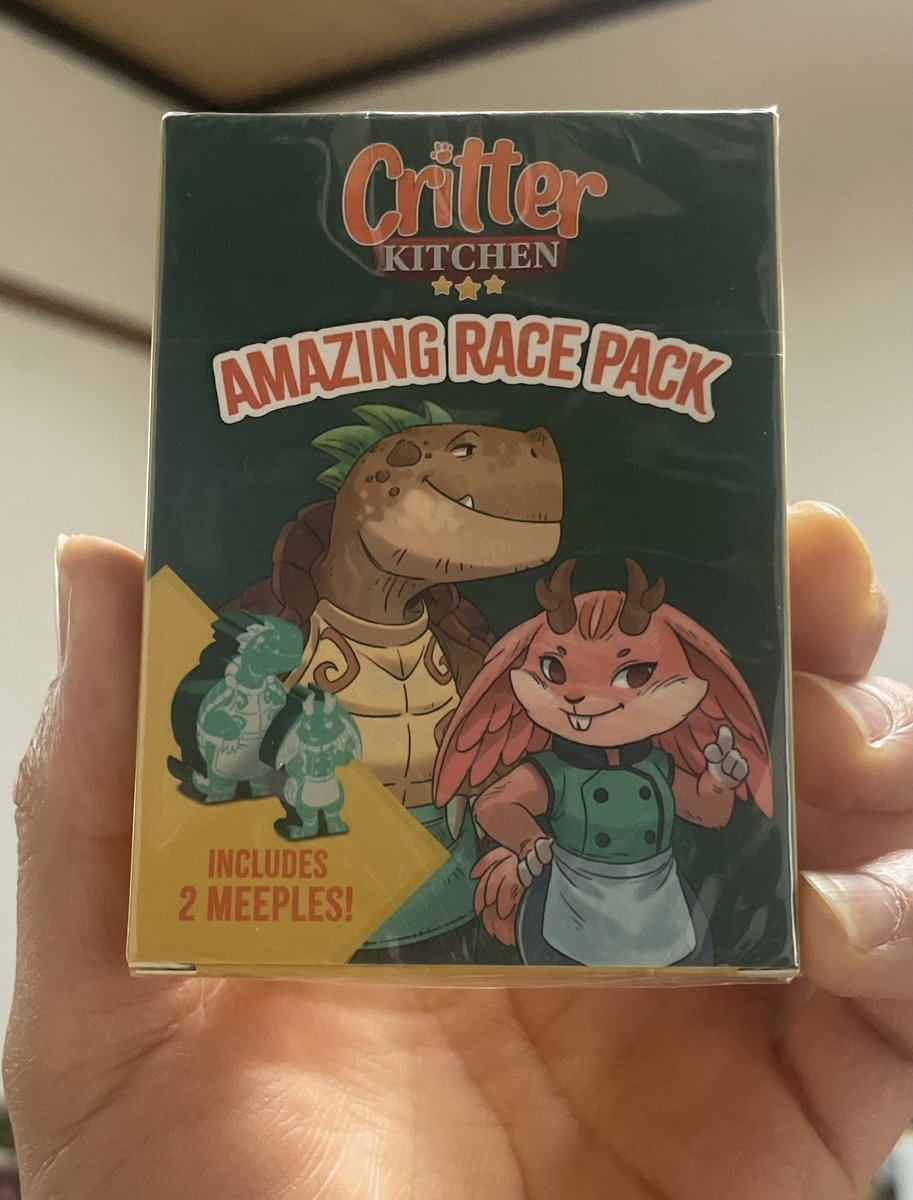 Critter
KITCHEN
AMAZING RACE PACK
INCLUDES
2 MEEPLES!